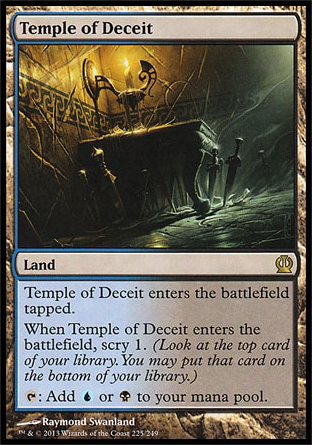 Temple of Deceit
Land
Temple of Deceit enters the battlefield
tapped.
When Temple of Deceit enters the
battlefield, scry 1. (Look at the top card
of your library. You may put that card on
the bottom of your library.)
: Add or to your mana pool.
Raymond Swanland
™ & © 2013 Wizards of the Coast 225/249